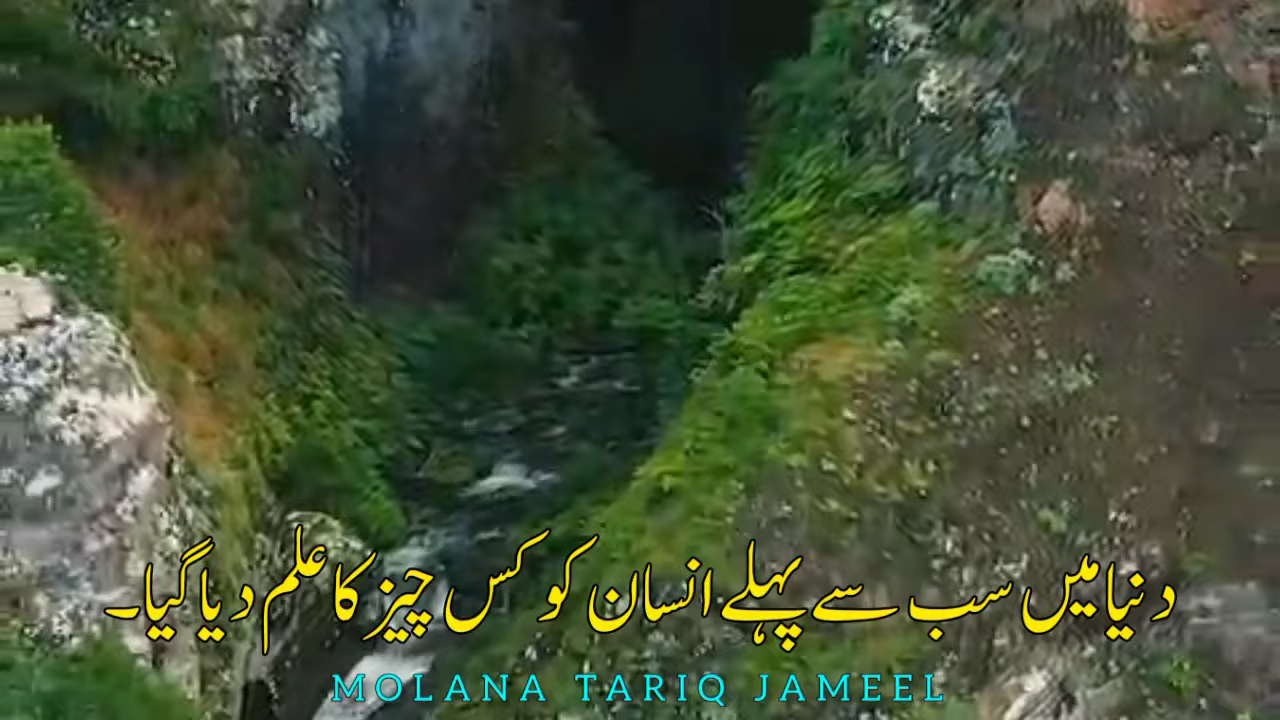 دنیا میں سب سے پہلے انسان کو کس چیز کا علم دیا گیا۔
MOLANA TARIQ JAMEEL